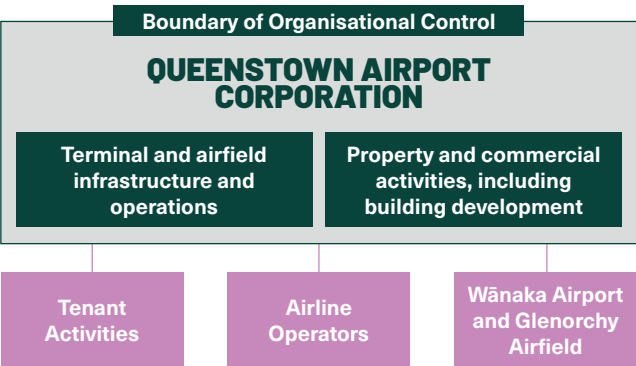 Boundary of Organisational Control
QUEENSTOWN AIRPORT
CORPORATION
Terminal and airfield
infrastructure and
operations
Property and commercial
activities, including
building development
Tenant
Activities
Airline
Operators
Wānaka Airport
and Glenorchy
Airfield